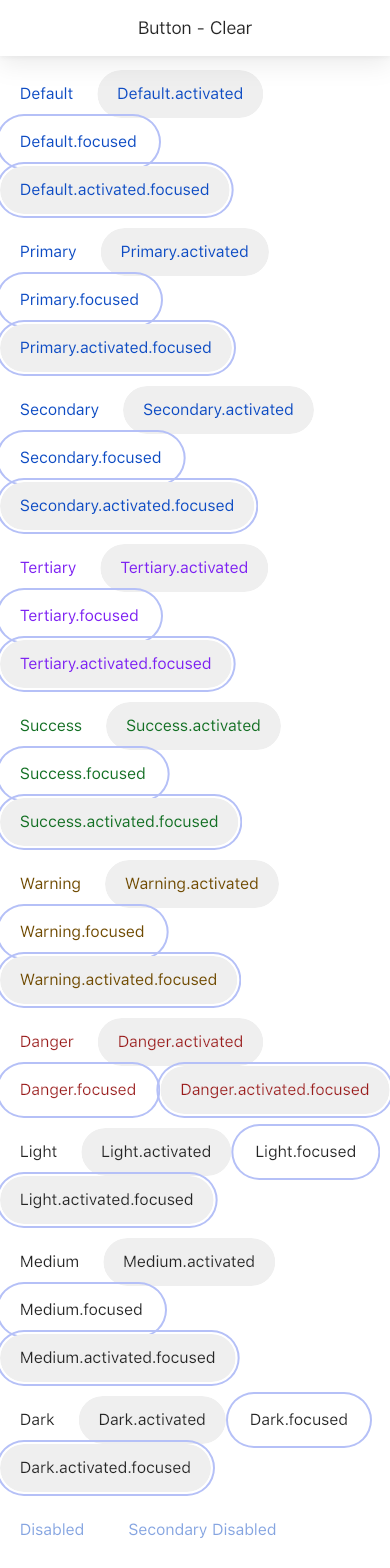 Button - Clear
Default Default.activated
Default.focused
Default.activated.focused
Primary Primary.activated
Primary.focused
Primary.activated.focused
Secondary Secondary.activated
Secondary.focused
Secondary.activated.focused
Tertiary Tertiary.activated
Tertiary.focused
Tertiary.activated.focused
Success Success.activated
Success.focused
Success.activated.focused
Warning Warning.activated
Warning.focused
Warning.activated.focused
Danger Danger.activated
Danger.focused Danger.activated.focused
Light Light.activated Light.focused
Light.activated.focused
Medium Medium.activated
Medium.focused
Medium.activated.focused
Dark Dark.activated Dark.focused
Dark.activated.focused
Disabled Secondary Disabled